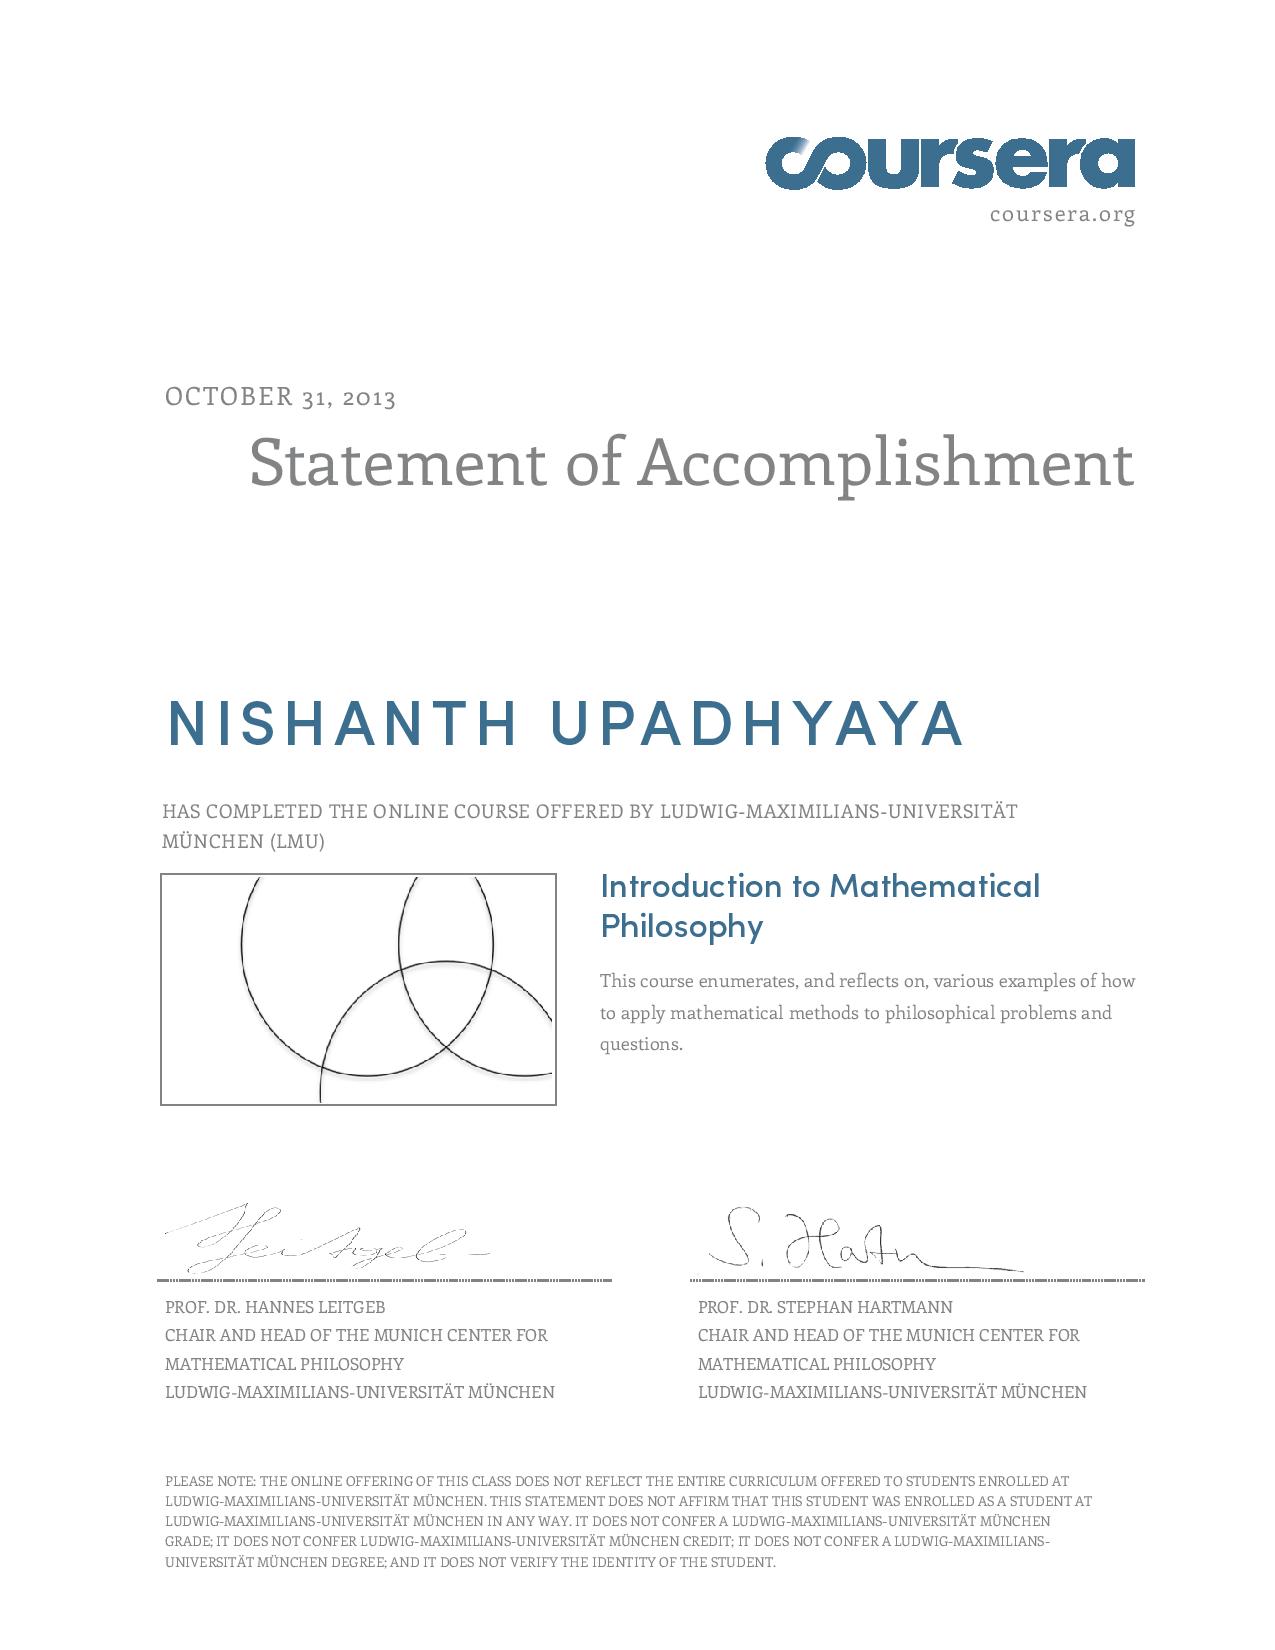 coursera
coursera.org
OCTOBER 31, 2013
Statement of Accomplishment
NISHANTH UPADHYAYA
HAS COMPLETED THE ONLINE COURSE OFFERED BY LUDWIG-MAXIMILIANS-UNIVERSITÄT
MÜNCHEN (LMU)
Introduction to Mathematical
Philosophy
This course enumerates, and reflects on, various examples of how
to apply mathematical methods to philosophical problems and
questions.
Leitgeb
S. Hartm
PROF. DR. HANNES LEITGEB
CHAIR AND HEAD OF THE MUNICH CENTER FOR
MATHEMATICAL PHILOSOPHY
LUDWIG-MAXIMILIANS-UNIVERSITÄT MÜNCHEN
PROF. DR. STEPHAN HARTMANN
CHAIR AND HEAD OF THE MUNICH CENTER FOR
MATHEMATICAL PHILOSOPHY
LUDWIG-MAXIMILIANS-UNIVERSITÄT MÜNCHEN
PLEASE NOTE: THE ONLINE OFFERING OF THIS CLASS DOES NOT REFLECT THE ENTIRE CURRICULUM OFFERED TO STUDENTS ENROLLED AT
LUDWIG-MAXIMILIANS-UNIVERSITÄT MÜNCHEN. THIS STATEMENT DOES NOT AFFIRM THAT THIS STUDENT WAS ENROLLED AS A STUDENT AT
LUDWIG-MAXIMILIANS-UNIVERSITÄT MÜNCHEN IN ANY WAY. IT DOES NOT CONFER A LUDWIG-MAXIMILIANS-UNIVERSITÄT MÜNCHEN
GRADE; IT DOES NOT CONFER LUDWIG-MAXIMILIANS-UNIVERSITÄT MÜNCHEN CREDIT; IT DOES NOT CONFER A LUDWIG-MAXIMILIANS-
UNIVERSITÄT MÜNCHEN DEGREE; AND IT DOES NOT VERIFY THE IDENTITY OF THE STUDENT.